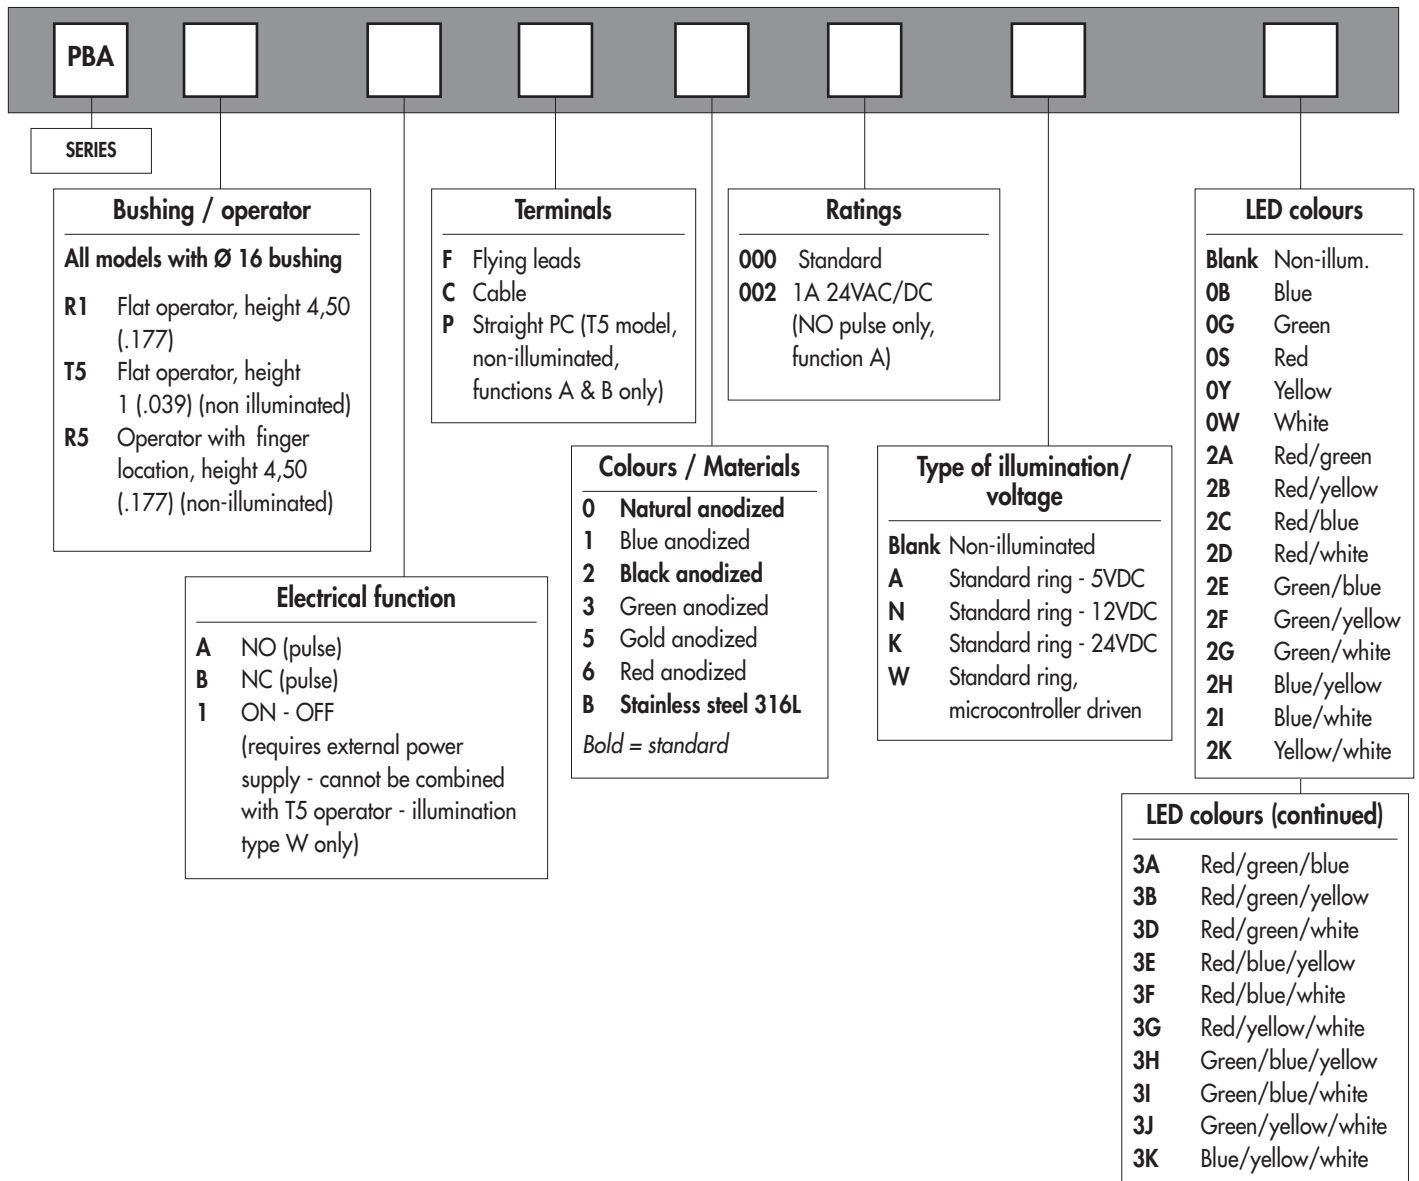 PBA
SERIES
Bushing / operator
All models with Ø 16 bushing
R1 Flat operator, height 4,50
(.177)
T5 Flat operator, height
1 (.039) (non illuminated)
R5 Operator with finger
location, height 4,50
(.177) (non-illuminated)
Electrical function
A NO (pulse)
B NC (pulse)
1 ON - OFF
(requires external power
supply - cannot be combined
with T5 operator - illumination
type W only)
Terminals
F Flying leads
C Cable
P Straight PC (T5 model,
non-illuminated,
functions A & B only)
Colours / Materials
0 Natural anodized
1 Blue anodized
2 Black anodized
3 Green anodized
5 Gold anodized
6 Red anodized
B Stainless steel 316L
Bold = standard
Ratings
000 Standard
002 1A 24VAC/DC
(NO pulse only,
function A)
Type of illumination/
voltage
Blank Non-illuminated
A Standard ring - 5VDC
N Standard ring - 12VDC
K Standard ring - 24VDC
W Standard ring,
microcontroller driven
LED colours
Blank Non-illum.
0B Blue
0G Green
0S Red
0Y Yellow
0W White
2A Red/green
2B Red/yellow
2C Red/blue
2D Red/white
2E Green/blue
2F Green/yellow
2G Green/white
2H Blue/yellow
2I Blue/white
2K Yellow/white
LED colours (continued)
3A Red/green/blue
3B Red/green/yellow
3D Red/green/white
3E Red/blue/yellow
3F Red/blue/white
3G Red/yellow/white
3H Green/blue/yellow
3I Green/blue/white
3J Green/yellow/white
3K Blue/yellow/white